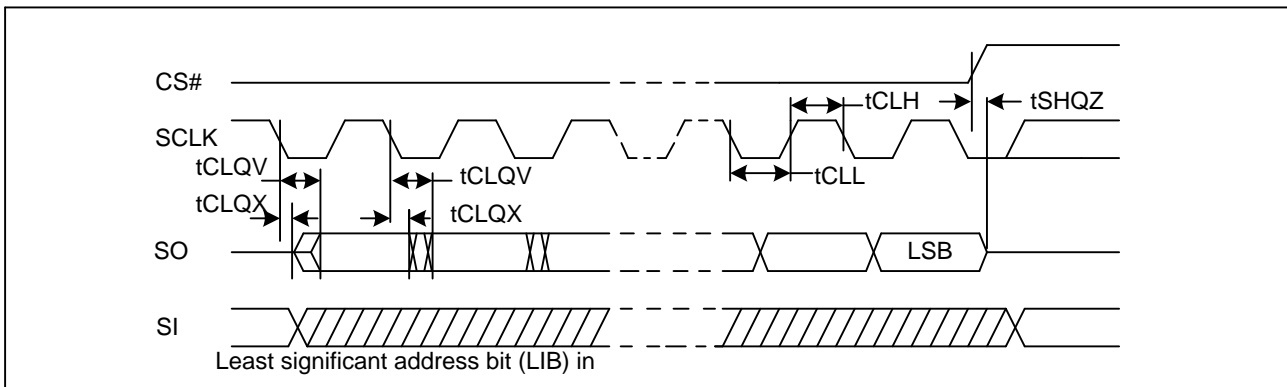 CS#
tCLH
tSHQZ
SCLK
tCLQV
tCLQV
tCLL
tCLQX
tCLQX
SO
LSB
SI
Least significant address bit (LIB) in